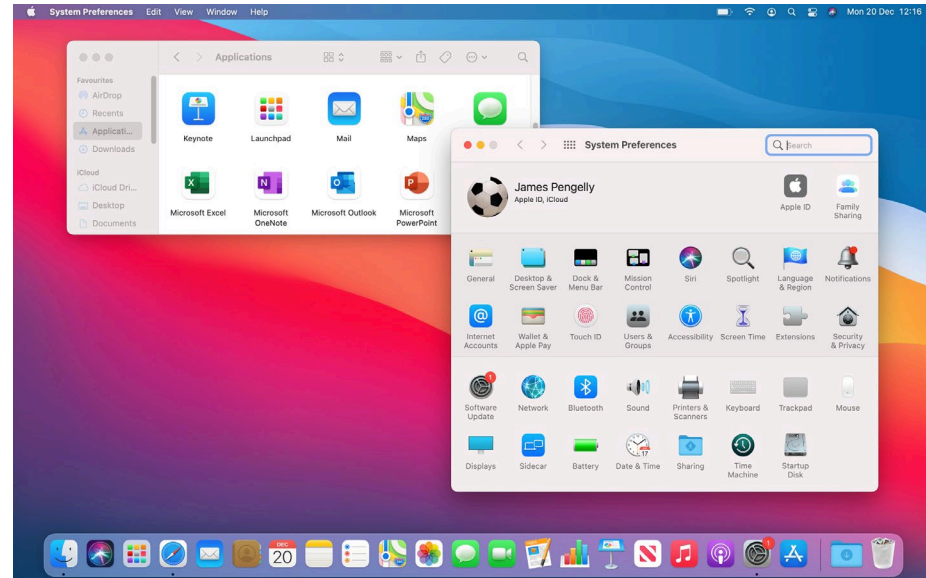 System Preferences Edit View Window Help
Mon 20 Dec 12:16
Applications
Favourites
AirDrop
Recents
Applicati...
Downloads
iCloud
iCloud Dri...
Desktop
Documents
Keynote
Launchpad
Mail
Maps
Microsoft Excel
Microsoft
OneNote
Microsoft Outlook
Microsoft
PowerPoint
System Preferences
Search
James Pengelly
Apple ID, iCloud
Apple ID
Family
Sharing
General
Desktop &
Screen Saver
Dock &
Menu Bar
Mission
Control
Siri
Spotlight
Language
& Region
Notifications
Internet
Accounts
Wallet &
Apple Pay
Touch ID
Users &
Groups
Accessibility
Screen Time
Extensions
Security
& Privacy
1
Software
Update
Network
Bluetooth
Sound
Printers &
Scanners
Keyboard
Trackpad
Mouse
Displays
Sidecar
Battery
17
Date & Time
Sharing
Time
Machine
Startup
Disk
DEC
20